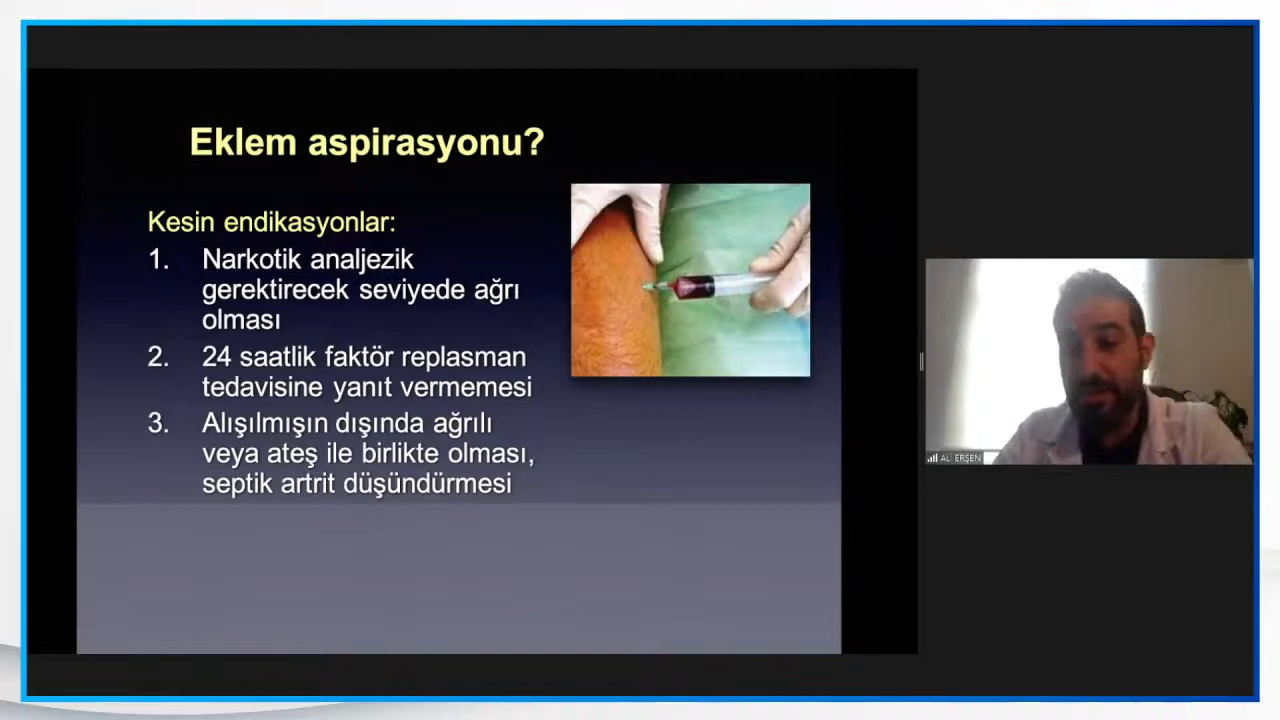 Eklem aspirasyonu?
Kesin endikasyonlar:
1. Narkotik analjezik
gerektirecek seviyede ağrı
olması
2. 24 saatlik faktör replasman
tedavisine yanıt vermemesi
3. Alışılmışın dışında ağrılı
veya ateş ile birlikte olması,
septik artrit düşündürmesi
ALİ ERŞEN